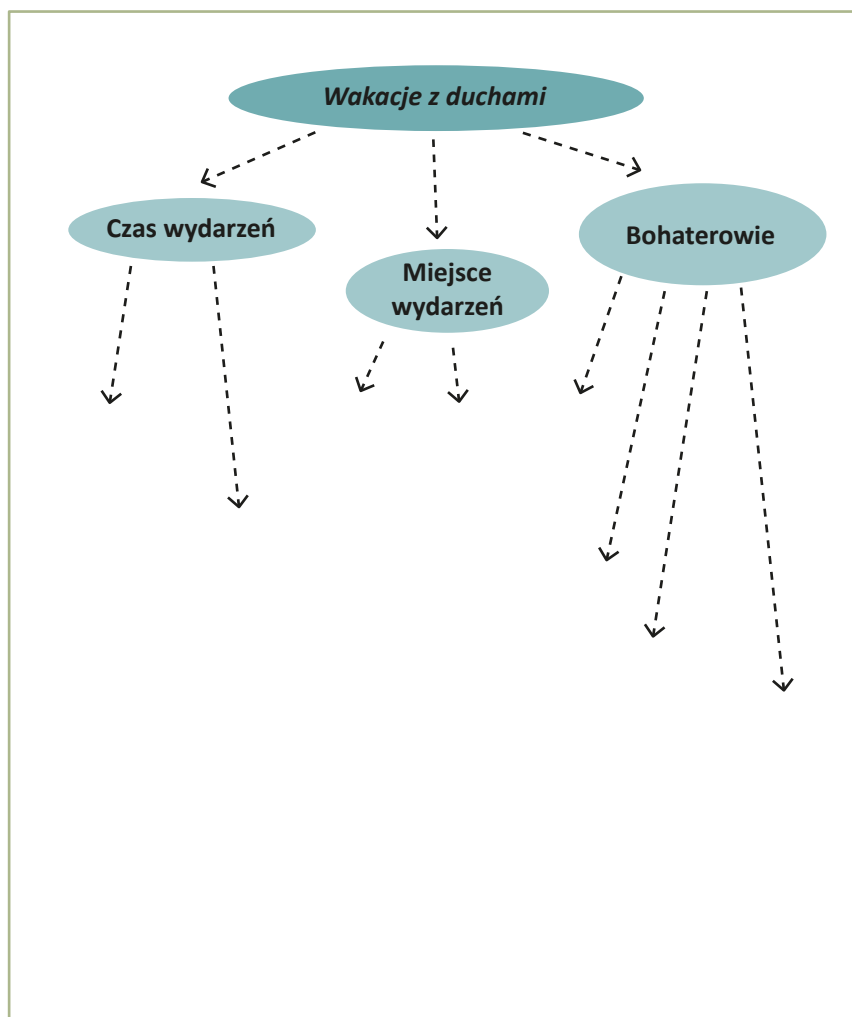 Wakacje z duchami
Czas wydarzeń
Miejsce
wydarzeń
Bohaterowie